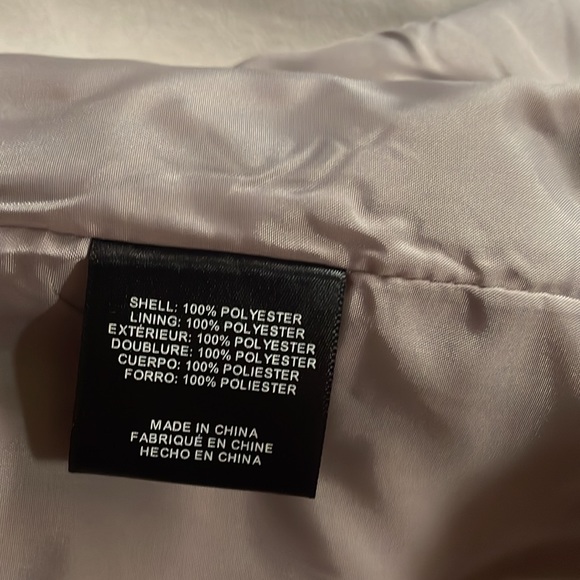 SHELL: 100% POLYESTER
LINING: 100% POLYESTER
EXTÉRIEUR: 100% POLYESTER
DOUBLURE: 100% POLYESTER
CUERPO: 100% POLIESTER
FORRO: 100% POLIESTER
MADE IN CHINA
FABRIQUÉ EN CHINE
HECHO EN CHINA